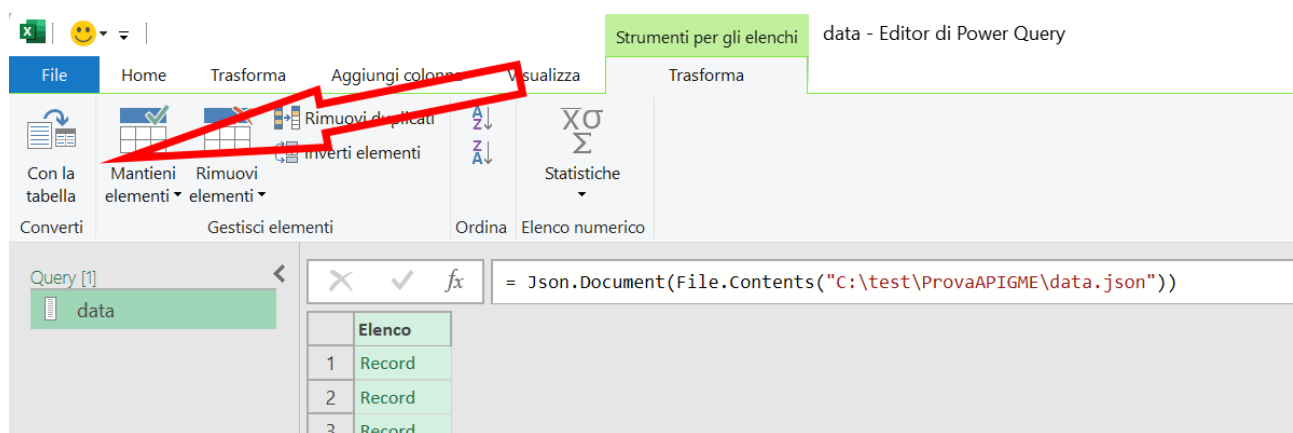 Strumenti per gli elenchi
data - Editor di Power Query
File Home Trasforma Aggiungi colonna Visualizza Trasforma
Rimuovi duplicati
Inverti elementi
Con la tabella
Mantieni elementi
Rimuovi elementi
Statistiche
Converti Gestisci elementi Ordina Elenco numerico
Query [1]
data
fx = Json.Document(File.Contents("C:\test\ProvaAPIGME\data.json"))
Elenco
1 Record
2 Record
3 Record